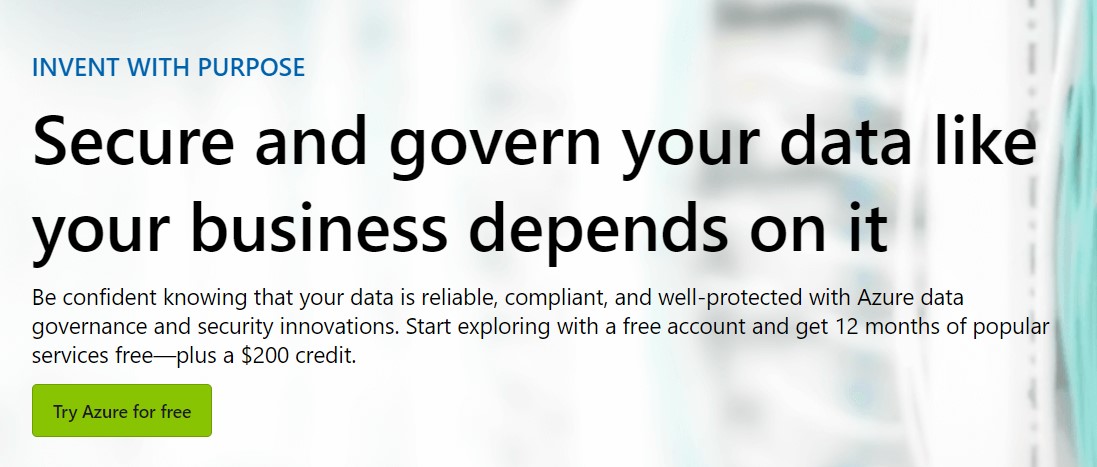 INVENT WITH PURPOSE
Secure and govern your data like
your business depends on it
Be confident knowing that your data is reliable, compliant, and well-protected with Azure data
governance and security innovations. Start exploring with a free account and get 12 months of popular
services free—plus a $200 credit.
Try Azure for free